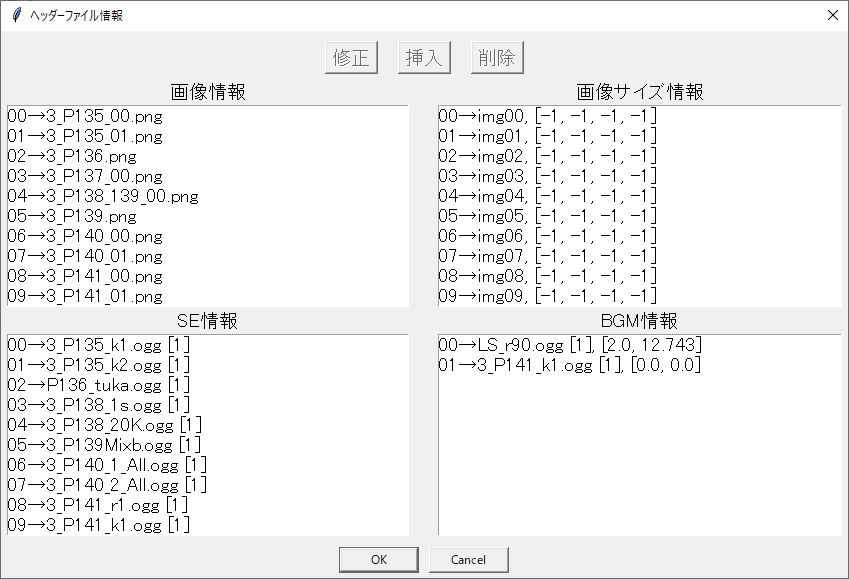 ヘッダーファイル情報
修正 挿入 削除
画像情報
00→3_P135_00.png
01→3_P135_01.png
02→3_P136.png
03→3_P137_00.png
04→3_P138_139_00.png
05→3_P139.png
06→3_P140_00.png
07→3_P140_01.png
08→3_P141_00.png
09→3_P141_01.png
画像サイズ情報
00→img00, [-1, -1, -1, -1]
01→img01, [-1, -1, -1, -1]
02→img02, [-1, -1, -1, -1]
03→img03, [-1, -1, -1, -1]
04→img04, [-1, -1, -1, -1]
05→img05, [-1, -1, -1, -1]
06→img06, [-1, -1, -1, -1]
07→img07, [-1, -1, -1, -1]
08→img08, [-1, -1, -1, -1]
09→img09, [-1, -1, -1, -1]
SE情報
00→3_P135_k1.ogg [1]
01→3_P135_k2.ogg [1]
02→P136_tuka.ogg [1]
03→3_P138_1s.ogg [1]
04→3_P138_20K.ogg [1]
05→3_P139Mixb.ogg [1]
06→3_P140_1_All.ogg [1]
07→3_P140_2_All.ogg [1]
08→3_P141_r1.ogg [1]
09→3_P141_k1.ogg [1]
BGM情報
00→LS_r90.ogg [1], [2.0, 12.743]
01→3_P141_k1.ogg [1], [0.0, 0.0]
OK Cancel